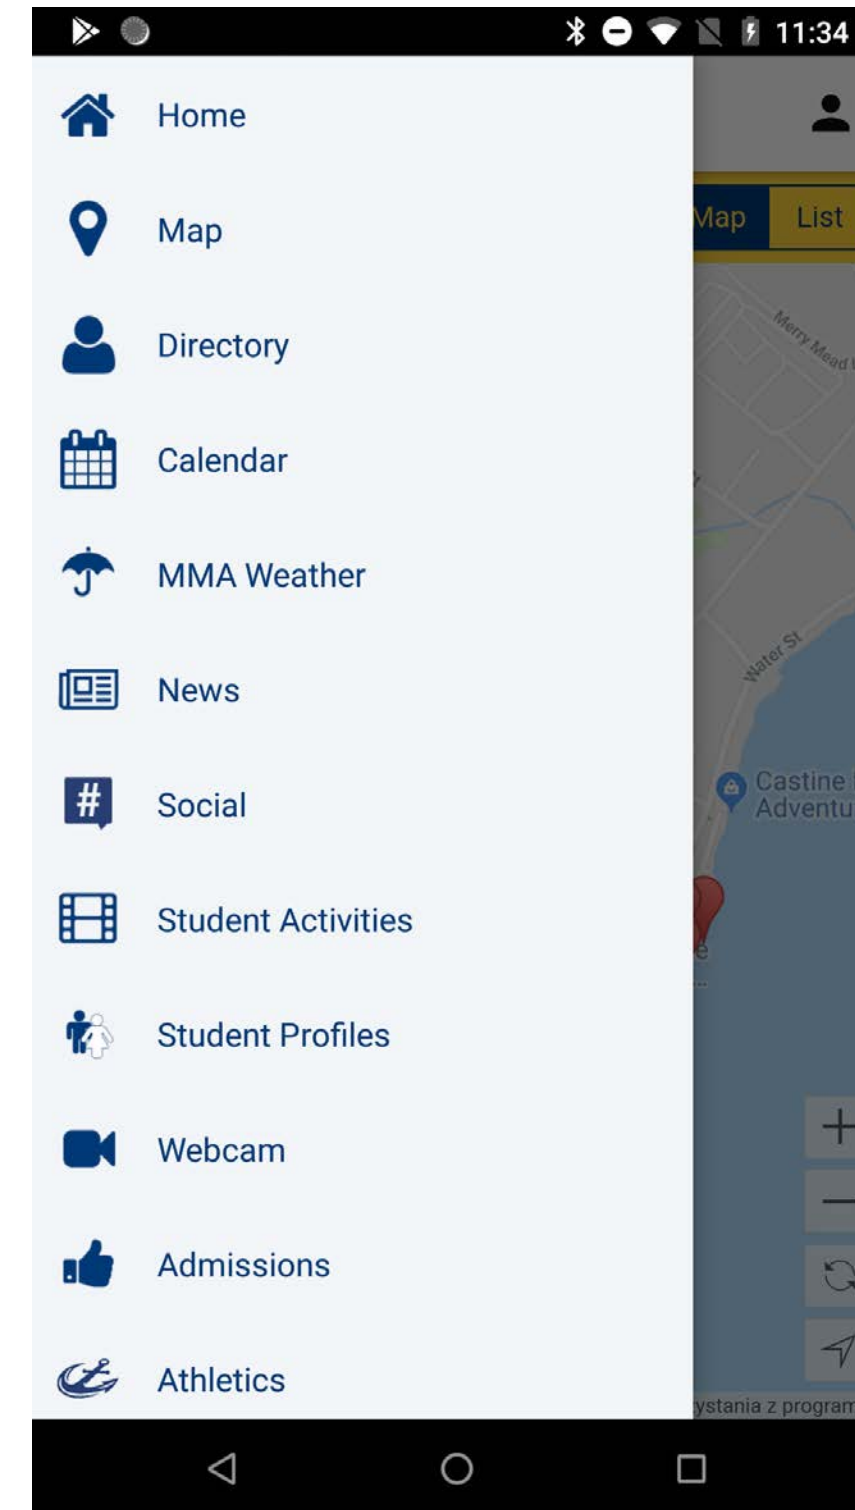 11:34
Home
Map
Directory
Calendar
MMA Weather
News
Social
Student Activities
Student Profiles
Webcam
Admissions
Athletics
Map
List
Merry Mead
Water St
Castine
Adventu
e
...
ystania z program